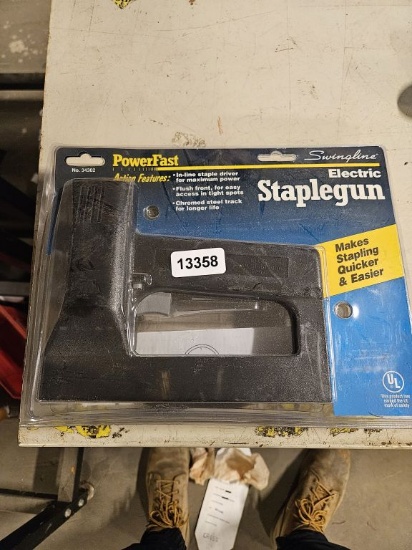 PowerFast
Swingline
No. 34302
Action Features:
• In-line staple driver
for maximum power
• Flush front, for easy
access in tight spots
• Chromed steel track
for longer life
Electric
Staplegun
Makes
Stapling
Quicker
& Easier
13358
UL